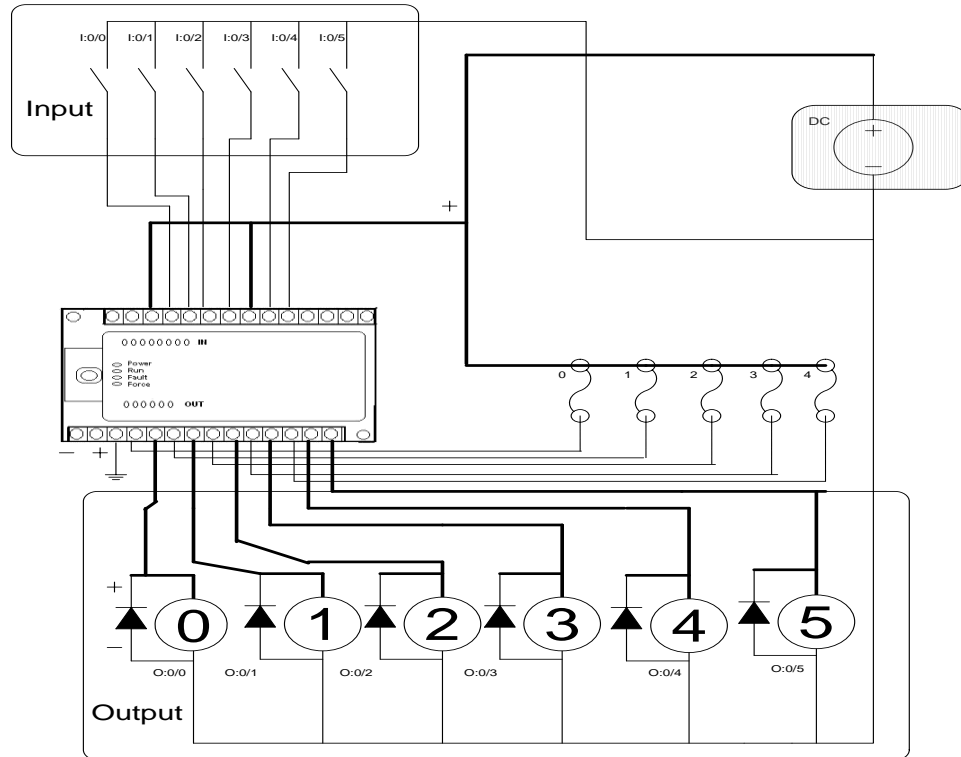 I:0/0 I:0/1 I:0/2 I:0/3 I:0/4 I:0/5
Input
DC
+
−
+
IN
Power
Run
Fault
Force
OUT
0 1 2 3 4
− +
+
−
0 1 2 3 4 5
O:0/0 O:0/1 O:0/2 O:0/3 O:0/4 O:0/5
Output